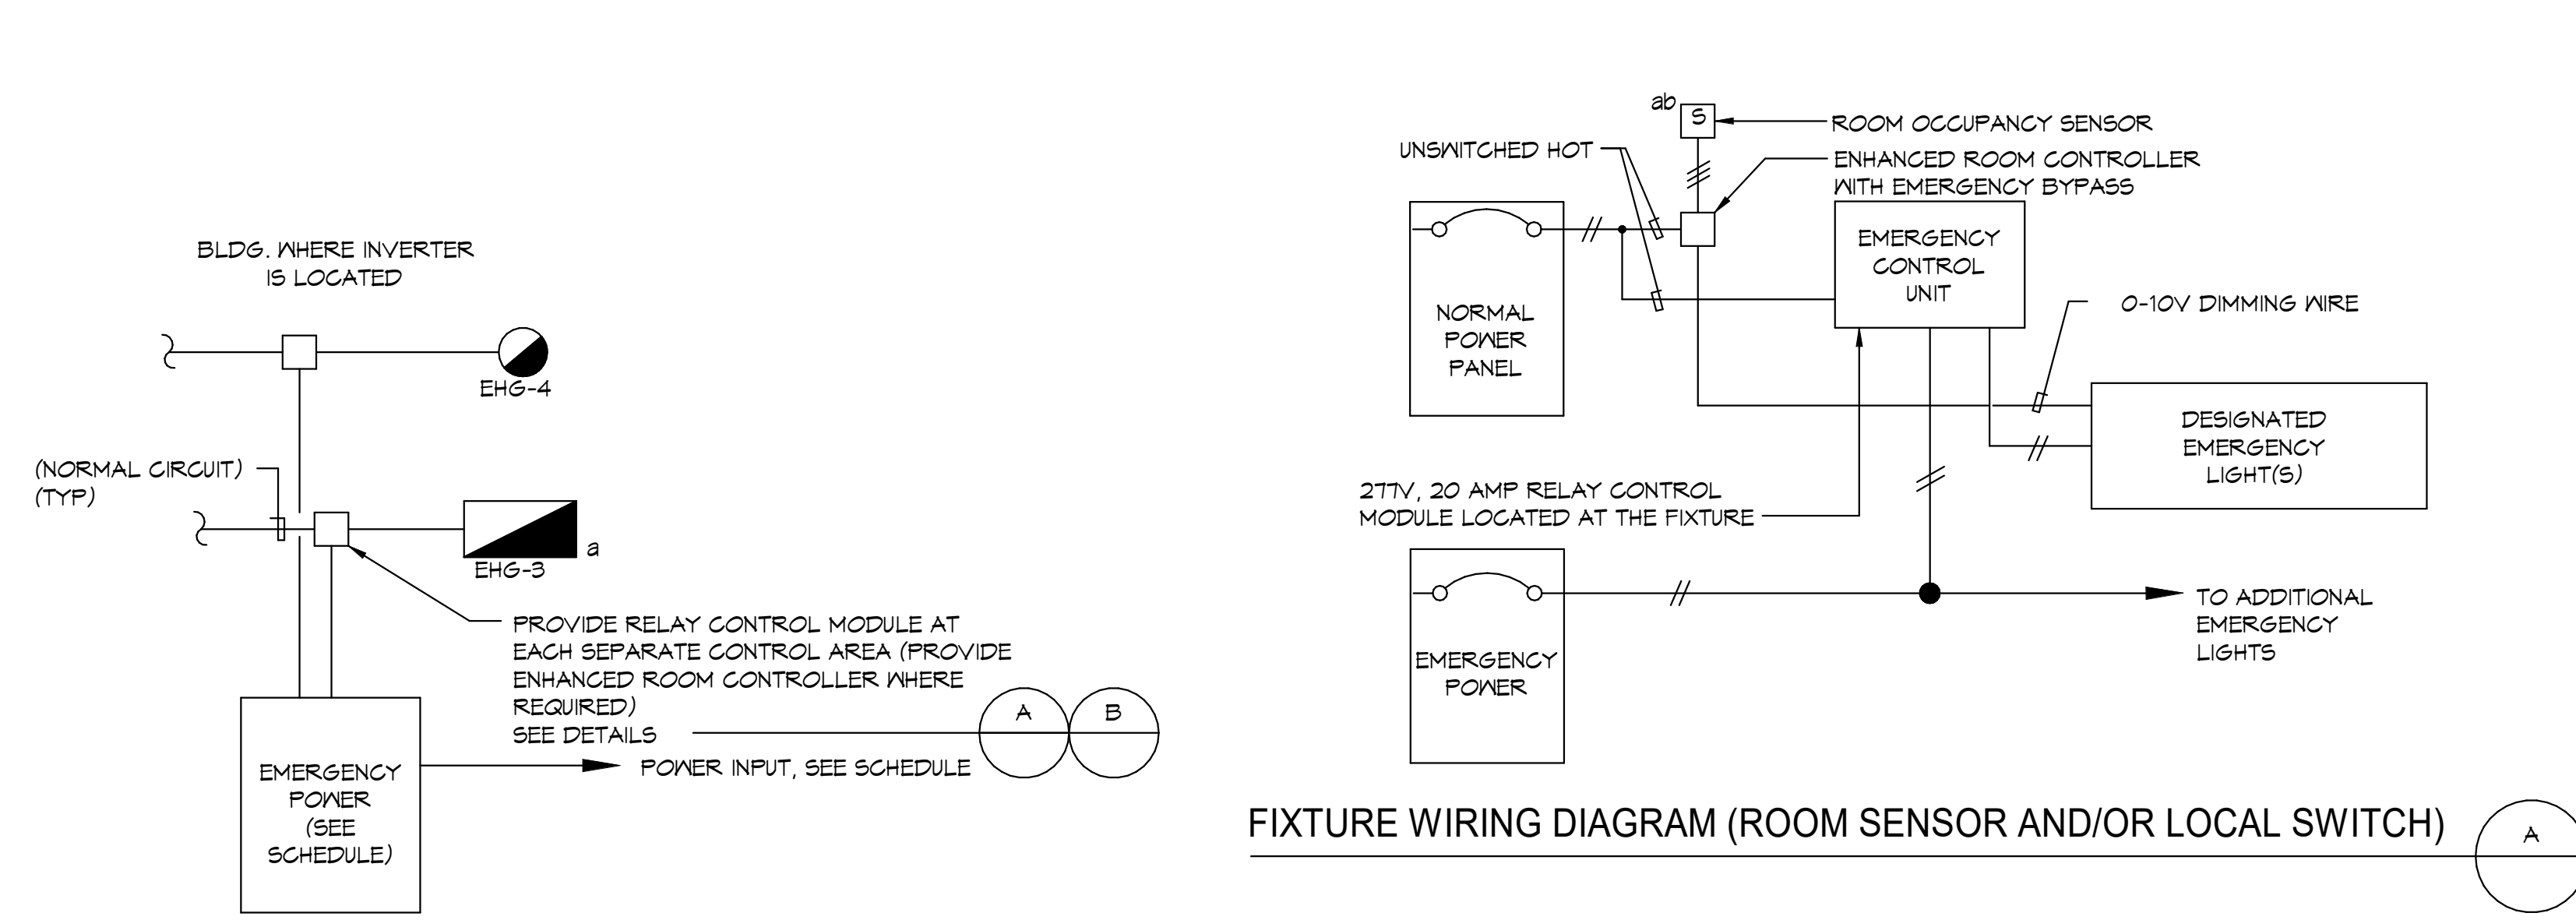 BLDG. WHERE INVERTER
IS LOCATED
EHG-4
(NORMAL CIRCUIT)
(TYP)
a
EHG-3
PROVIDE RELAY CONTROL MODULE AT
EACH SEPARATE CONTROL AREA (PROVIDE
ENHANCED ROOM CONTROLLER WHERE
REQUIRED)
SEE DETAILS
A
B
POWER INPUT, SEE SCHEDULE
EMERGENCY
POWER
(SEE
SCHEDULE)
ab
S
ROOM OCCUPANCY SENSOR
UNSWITCHED HOT
ENHANCED ROOM CONTROLLER
WITH EMERGENCY BYPASS
EMERGENCY
CONTROL
UNIT
NORMAL
POWER
PANEL
0-10V DIMMING WIRE
DESIGNATED
EMERGENCY
LIGHT(S)
277V, 20 AMP RELAY CONTROL
MODULE LOCATED AT THE FIXTURE
EMERGENCY
POWER
TO ADDITIONAL
EMERGENCY
LIGHTS
FIXTURE WIRING DIAGRAM (ROOM SENSOR AND/OR LOCAL SWITCH)
A